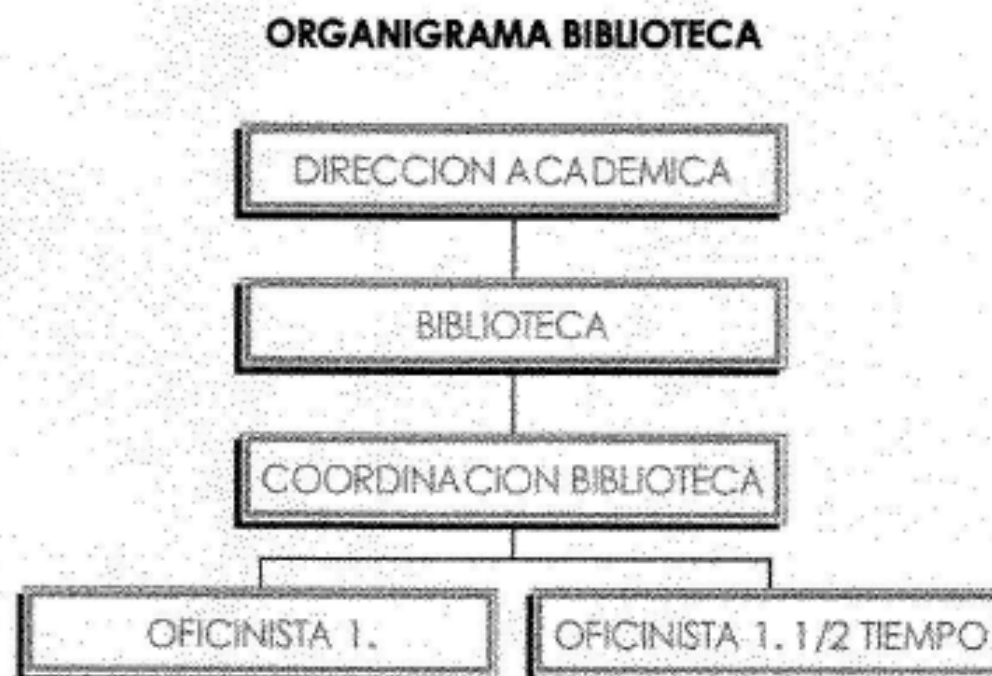 ORGANIGRAMA BIBLIOTECA
DIRECCION ACADEMICA
BIBLIOTECA
COORDINACION BIBLIOTECA
OFICINISTA 1.
OFICINISTA 1. 1/2 TIEMPO